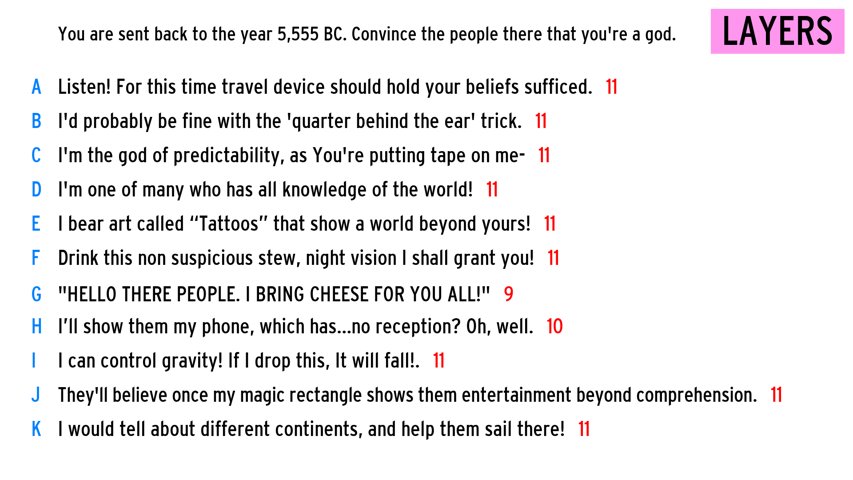 You are sent back to the year 5,555 BC. Convince the people there that you're a god.
LAYERS
A Listen! For this time travel device should hold your beliefs sufficed. 11
B I'd probably be fine with the 'quarter behind the ear' trick. 11
C I'm the god of predictability, as You're putting tape on me- 11
D I'm one of many who has all knowledge of the world! 11
E I bear art called “Tattoos” that show a world beyond yours! 11
F Drink this non suspicious stew, night vision I shall grant you! 11
G "HELLO THERE PEOPLE. I BRING CHEESE FOR YOU ALL!" 9
H I’ll show them my phone, which has...no reception? Oh, well. 10
I I can control gravity! If I drop this, It will fall!. 11
J They'll believe once my magic rectangle shows them entertainment beyond comprehension. 11
K I would tell about different continents, and help them sail there! 11